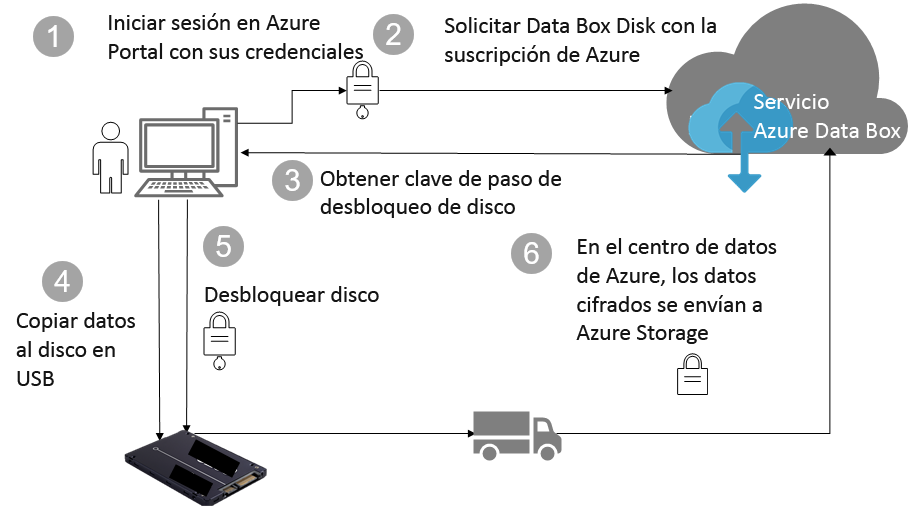 1
Iniciar sesión en Azure
Portal con sus credenciales
2
Solicitar Data Box Disk con la
suscripción de Azure
Servicio
Azure Data Box
3
Obtener clave de paso de
desbloqueo de disco
4
Copiar datos
al disco en
USB
5
Desbloquear disco
6
En el centro de datos
de Azure, los datos
cifrados se envían a
Azure Storage